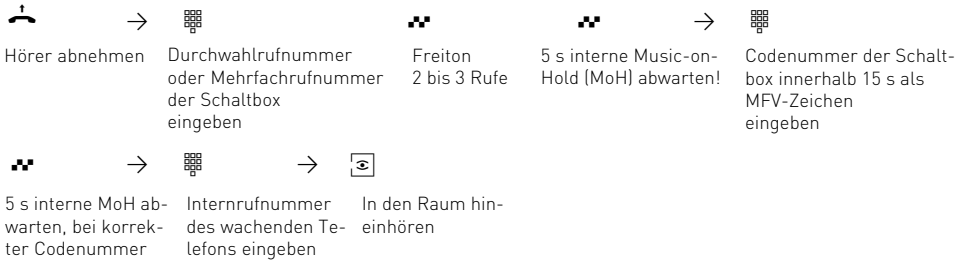 Hörer abnehmen
Durchwahlrufnummer
oder Mehrfachrufnummer
der Schaltbox
eingeben
Freiton
2 bis 3 Rufe
5 s interne Music-on-
Hold (MoH) abwarten!
Codenummer der Schalt-
box innerhalb 15 s als
MFV-Zeichen
eingeben
5 s interne MoH ab-
warten, bei korrek-
ter Codenummer
Internrufnummer
des wachenden Te-
lefons eingeben
In den Raum hin-
einhören